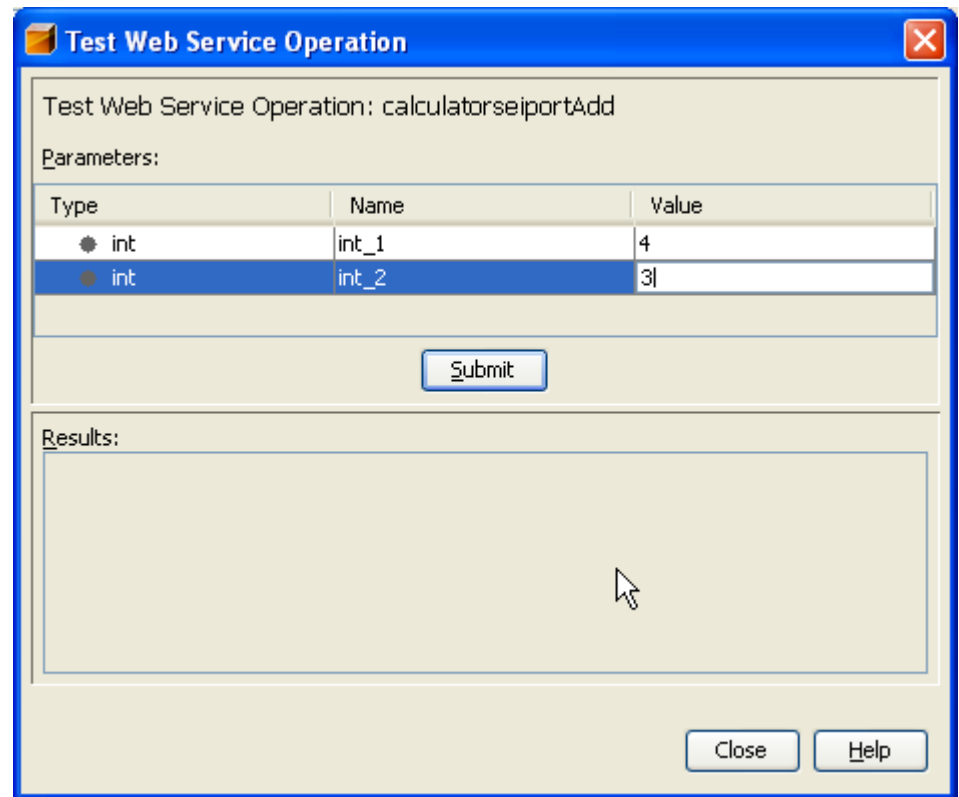 Test Web Service Operation
Test Web Service Operation: calculatorseiportAdd
Parameters:
Type Name Value
int int_1 4
int int_2 3
Submit
Results:
Close Help